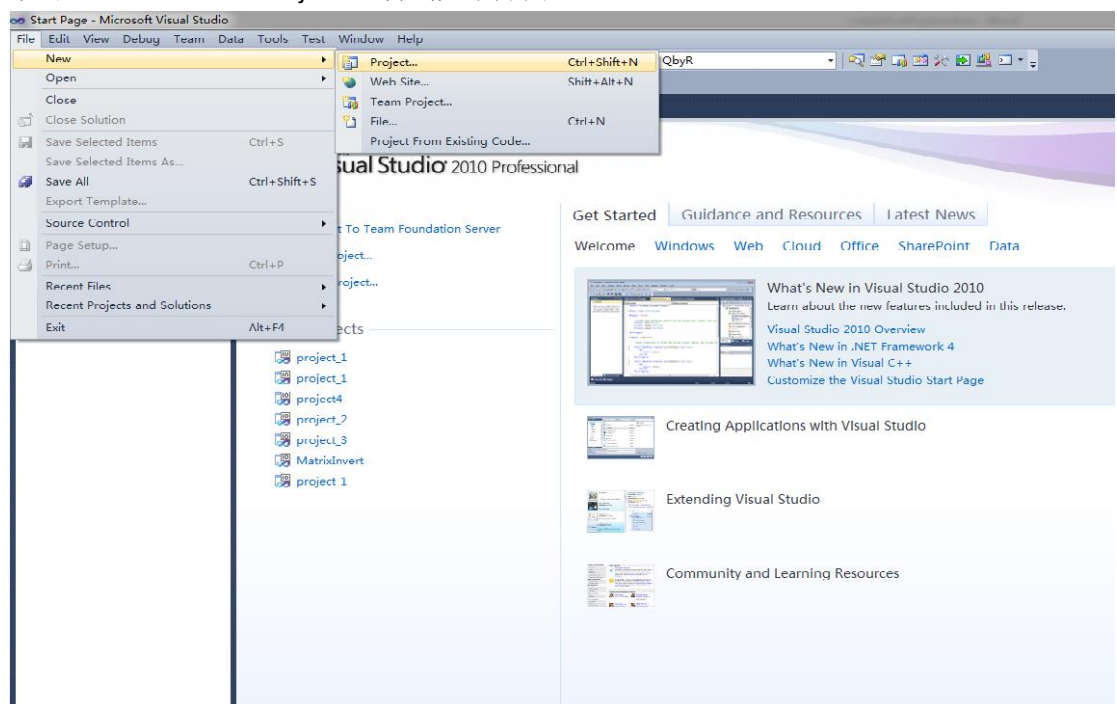 Start Page - Microsoft Visual Studio
File Edit View Debug Team Data Tools Test Window Help
New
Open
Close
Close Solution
Save Selected Items Ctrl+S
Save Selected Items As...
Save All Ctrl+Shift+S
Export Template...
Source Control
Page Setup...
Print... Ctrl+P
Recent Files
Recent Projects and Solutions
Exit Alt+F4
Project... Ctrl+Shift+N
Web Site... Shift+Alt+N
Team Project...
File... Ctrl+N
Project From Existing Code...
QbyR
sual Studio 2010 Professional
t To Team Foundation Server
oject...
roject...
ects
project_1
project_1
project4
project_2
project_3
MatrixInvert
project 1
Get Started Guidance and Resources Latest News
Welcome Windows Web Cloud Office SharePoint Data
What's New in Visual Studio 2010
Learn about the new features included in this release.
Visual Studio 2010 Overview
What's New in .NET Framework 4
What's New in Visual C++
Customize the Visual Studio Start Page
Creating Applications with Visual Studio
Extending Visual Studio
Community and Learning Resources